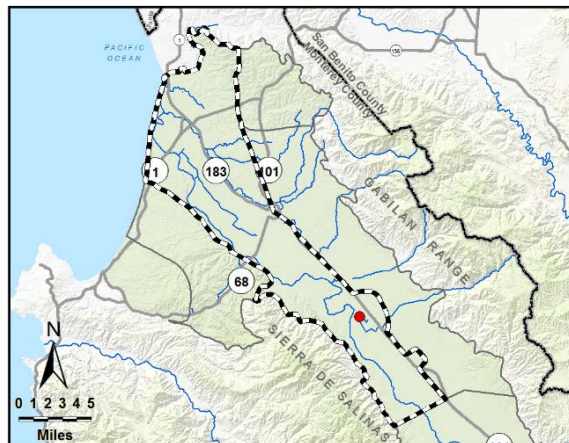 PACIFIC
OCEAN
1
156
San Benito County
Monterey County
1
183
101
GABILAN RANGE
68
SIERRA DE SALINAS
N
0 1 2 3 4 5
Miles